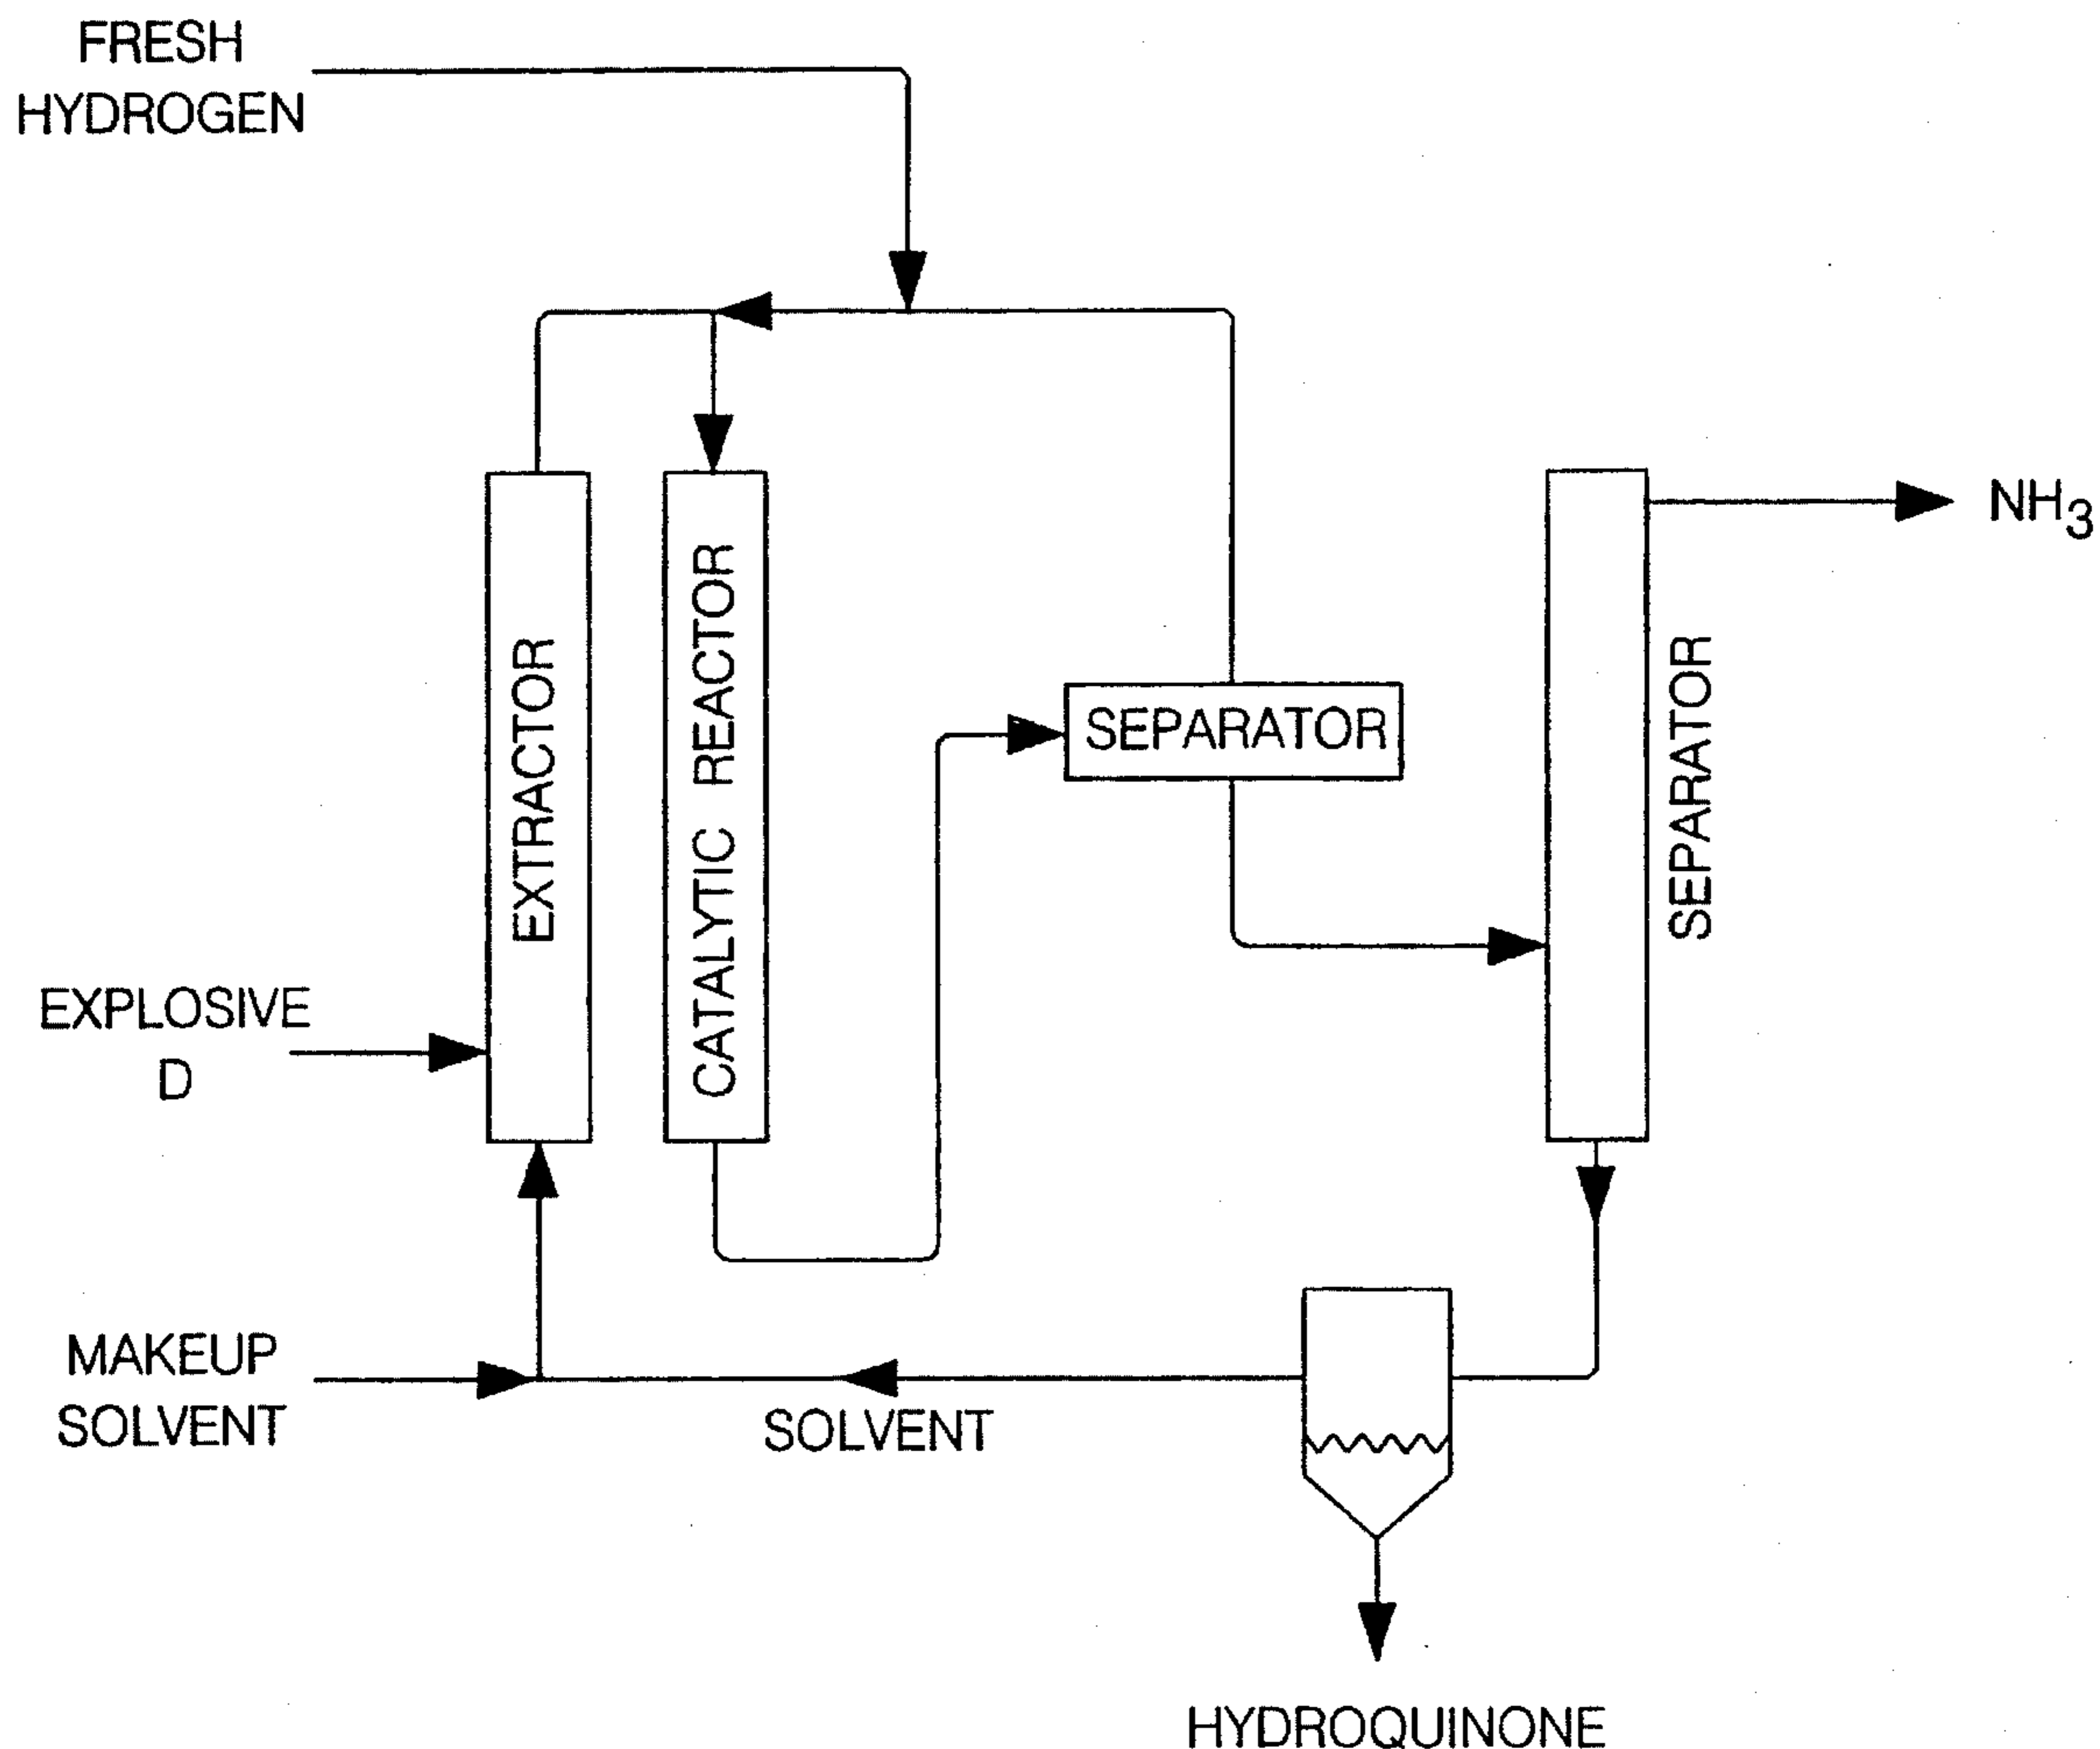 FRESH
HYDROGEN
EXTRACTOR
CATALYTIC REACTOR
SEPARATOR
NH3
SEPARATOR
EXPLOSIVE
D
MAKEUP
SOLVENT
SOLVENT
HYDROQUINONE